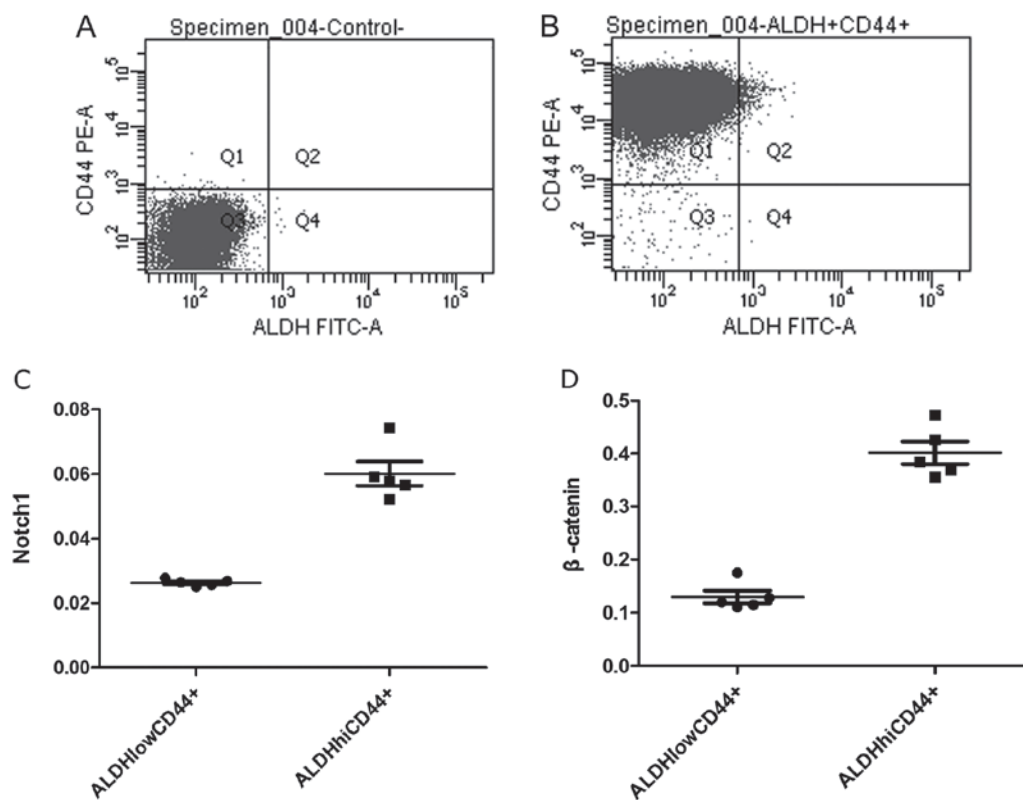 A
Specimen_004-Control-
CD44 PE-A
10^5
10^4
10^3
10^2
Q1
Q2
Q3
Q4
10^2
10^3
10^4
10^5
ALDH FITC-A
B
Specimen_004-ALDH+CD44+
CD44 PE-A
10^5
10^4
10^3
10^2
Q1
Q2
Q3
Q4
10^2
10^3
10^4
10^5
ALDH FITC-A
C
Notch1
0.08
0.06
0.04
0.02
0.00
ALDHlowCD44+
ALDHhiCD44+
D
β -catenin
0.5
0.4
0.3
0.2
0.1
0.0
ALDHlowCD44+
ALDHhiCD44+